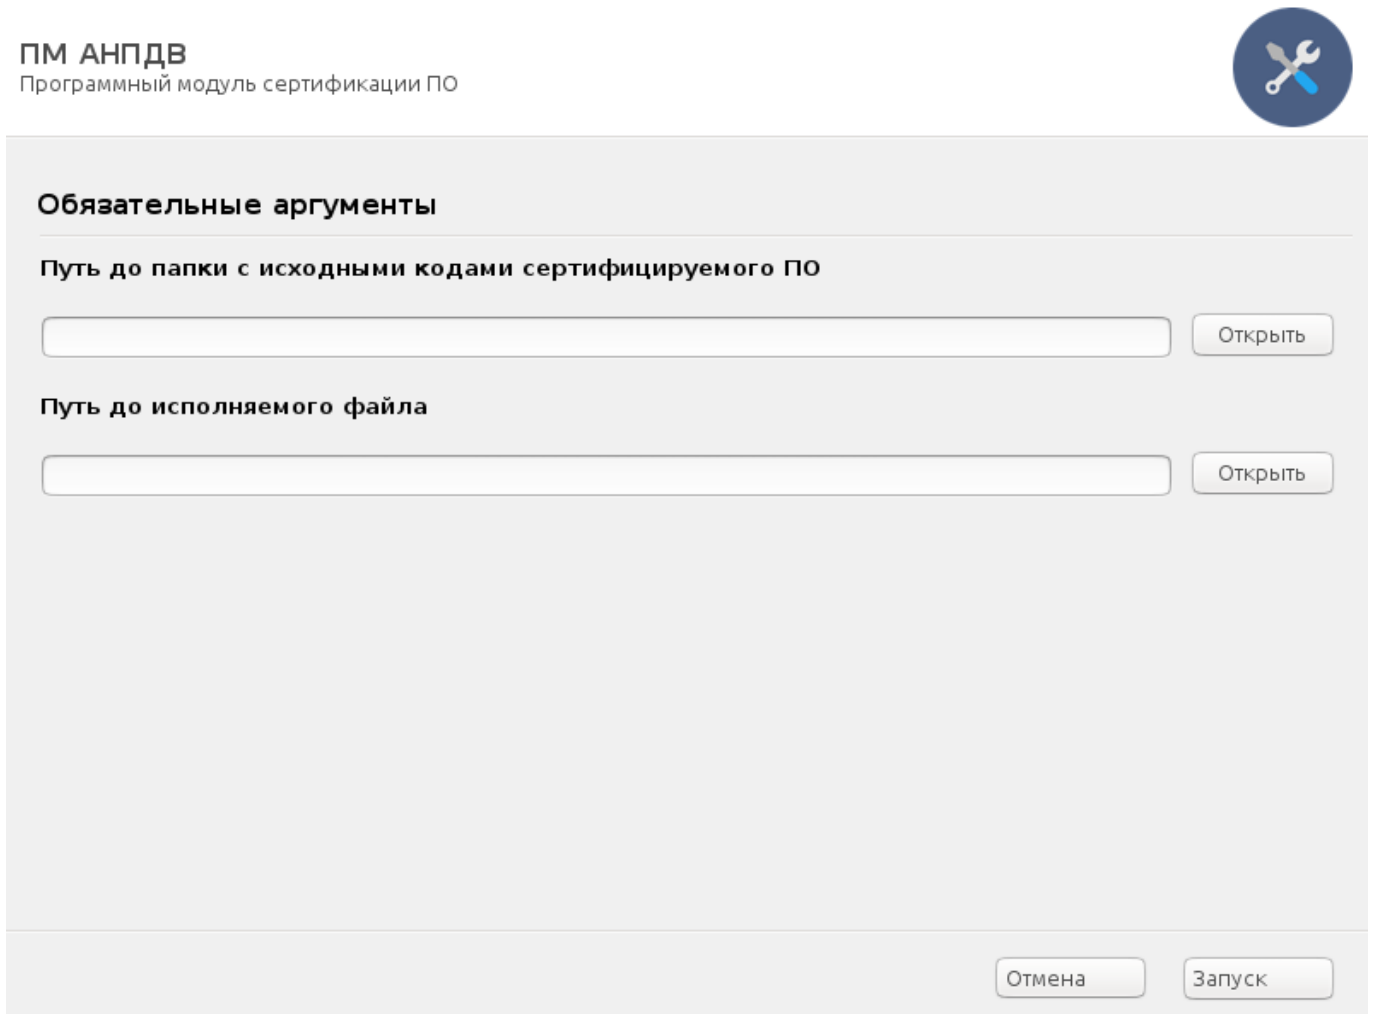 ПМ АНПДВ
Программный модуль сертификации ПО
Обязательные аргументы
Путь до папки с исходными кодами сертифицируемого ПО
Открыть
Путь до исполняемого файла
Открыть
Отмена
Запуск